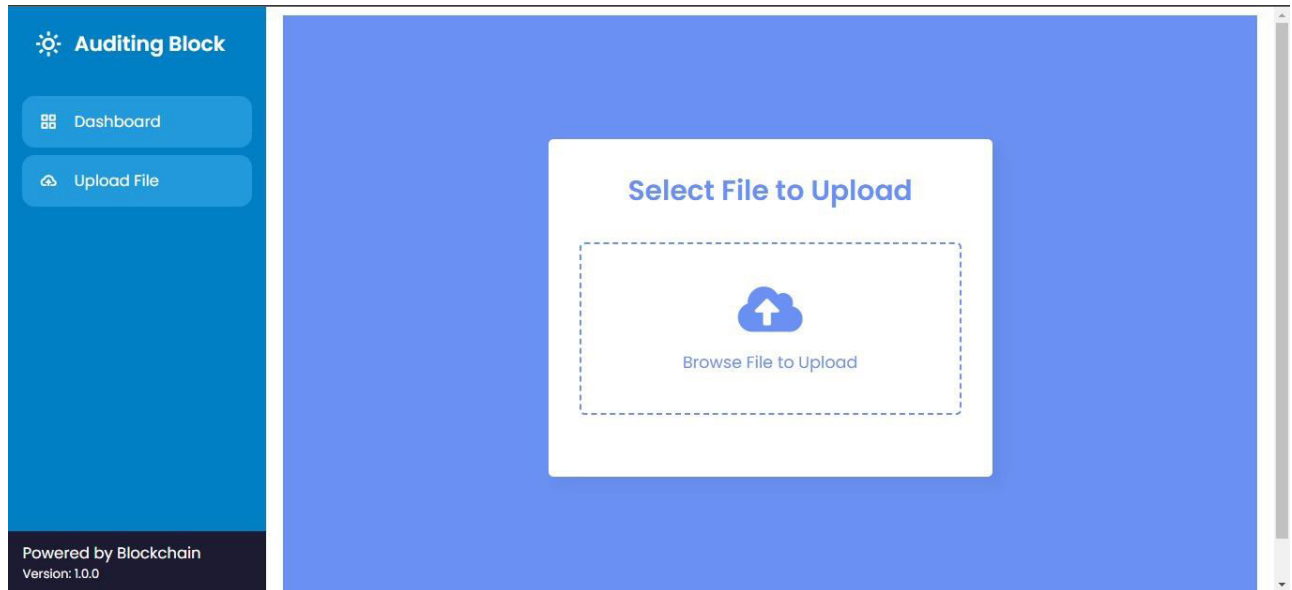 Auditing Block
Dashboard
Upload File
Select File to Upload
Browse File to Upload
Powered by Blockchain
Version: 1.0.0